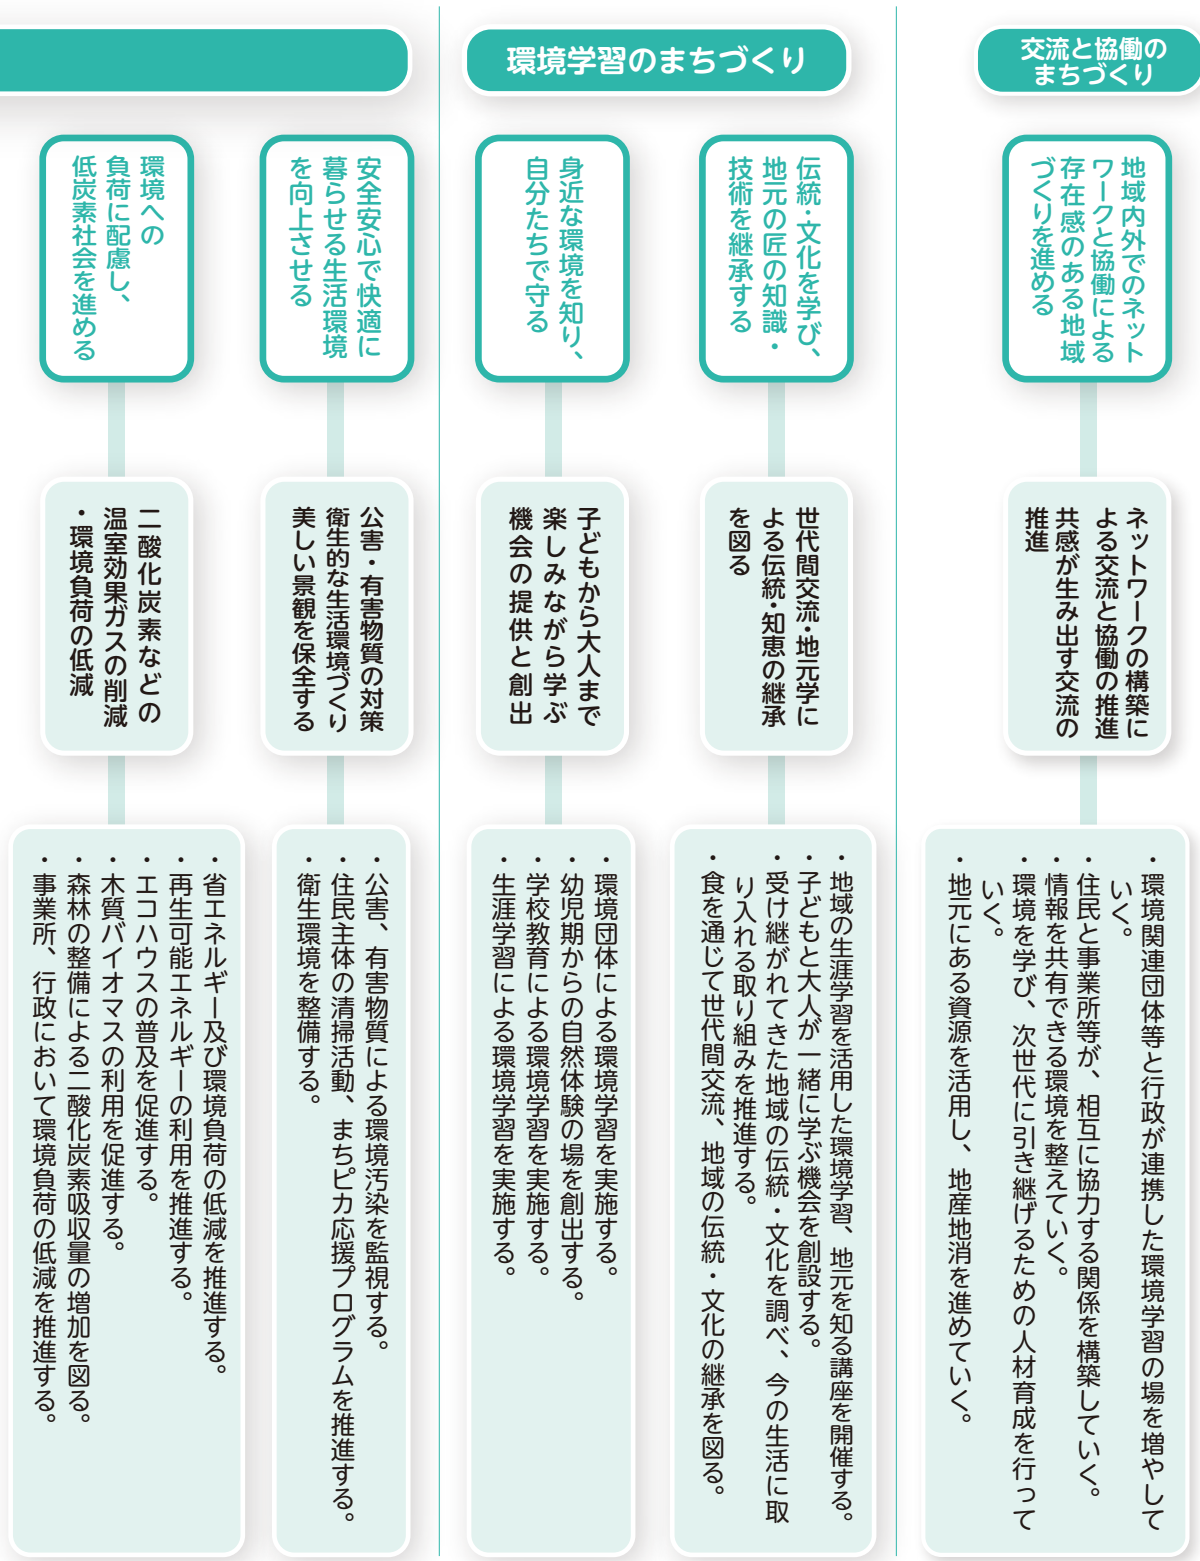 交流と協働の
まちづくり
地域内外でのネット
ワークと協働による
存在感のある地域
づくりを進める
ネットワークの構築に
よる交流と協働の推進
共感が生み出す交流の
推進
・環境関連団体等と行政が連携した環境学習の場を増やして
いく。
・住民と事業所等が、相互に協力する関係を構築していく。
・情報を共有できる環境を整えていく。
・環境を学び、次世代に引き継げるための人材育成を行って
いく。
・地元にある資源を活用し、地産地消を進めていく。
環境学習のまちづくり
伝統・文化を学び、
地元の匠の知識・
技術を継承する
世代間交流・地元学に
よる伝統・知恵の継承
を図る
・地域の生涯学習を活用した環境学習、地元を知る講座を開催する。
・子どもと大人が一緒に学ぶ機会を創設する。
・受け継がれてきた地域の伝統・文化を調べ、今の生活に取
り入れる取り組みを推進する。
・食を通じて世代間交流、地域の伝統・文化の継承を図る。
身近な環境を知り、
自分たちで守る
子どもから大人まで
楽しみながら学ぶ
機会の提供と創出
・環境団体による環境学習を実施する。
・幼児期からの自然体験の場を創出する。
・学校教育による環境学習を実施する。
・生涯学習による環境学習を実施する。
安全安心で快適に
暮らせる生活環境
を向上させる
公害・有害物質の対策
衛生的な生活環境づくり
美しい景観を保全する
・公害、有害物質による環境汚染を監視する。
・住民主体の清掃活動、まちピカ応援プログラムを推進する。
・衛生環境を整備する。
環境への
負荷に配慮し、
低炭素社会を進める
二酸化炭素などの
温室効果ガスの削減
・環境負荷の低減
・省エネルギー及び環境負荷の低減を推進する。
・再生可能エネルギーの利用を推進する。
・エコハウスの普及を促進する。
・木質バイオマスの利用を促進する。
・森林の整備による二酸化炭素吸収量の増加を図る。
・事業所、行政において環境負荷の低減を推進する。